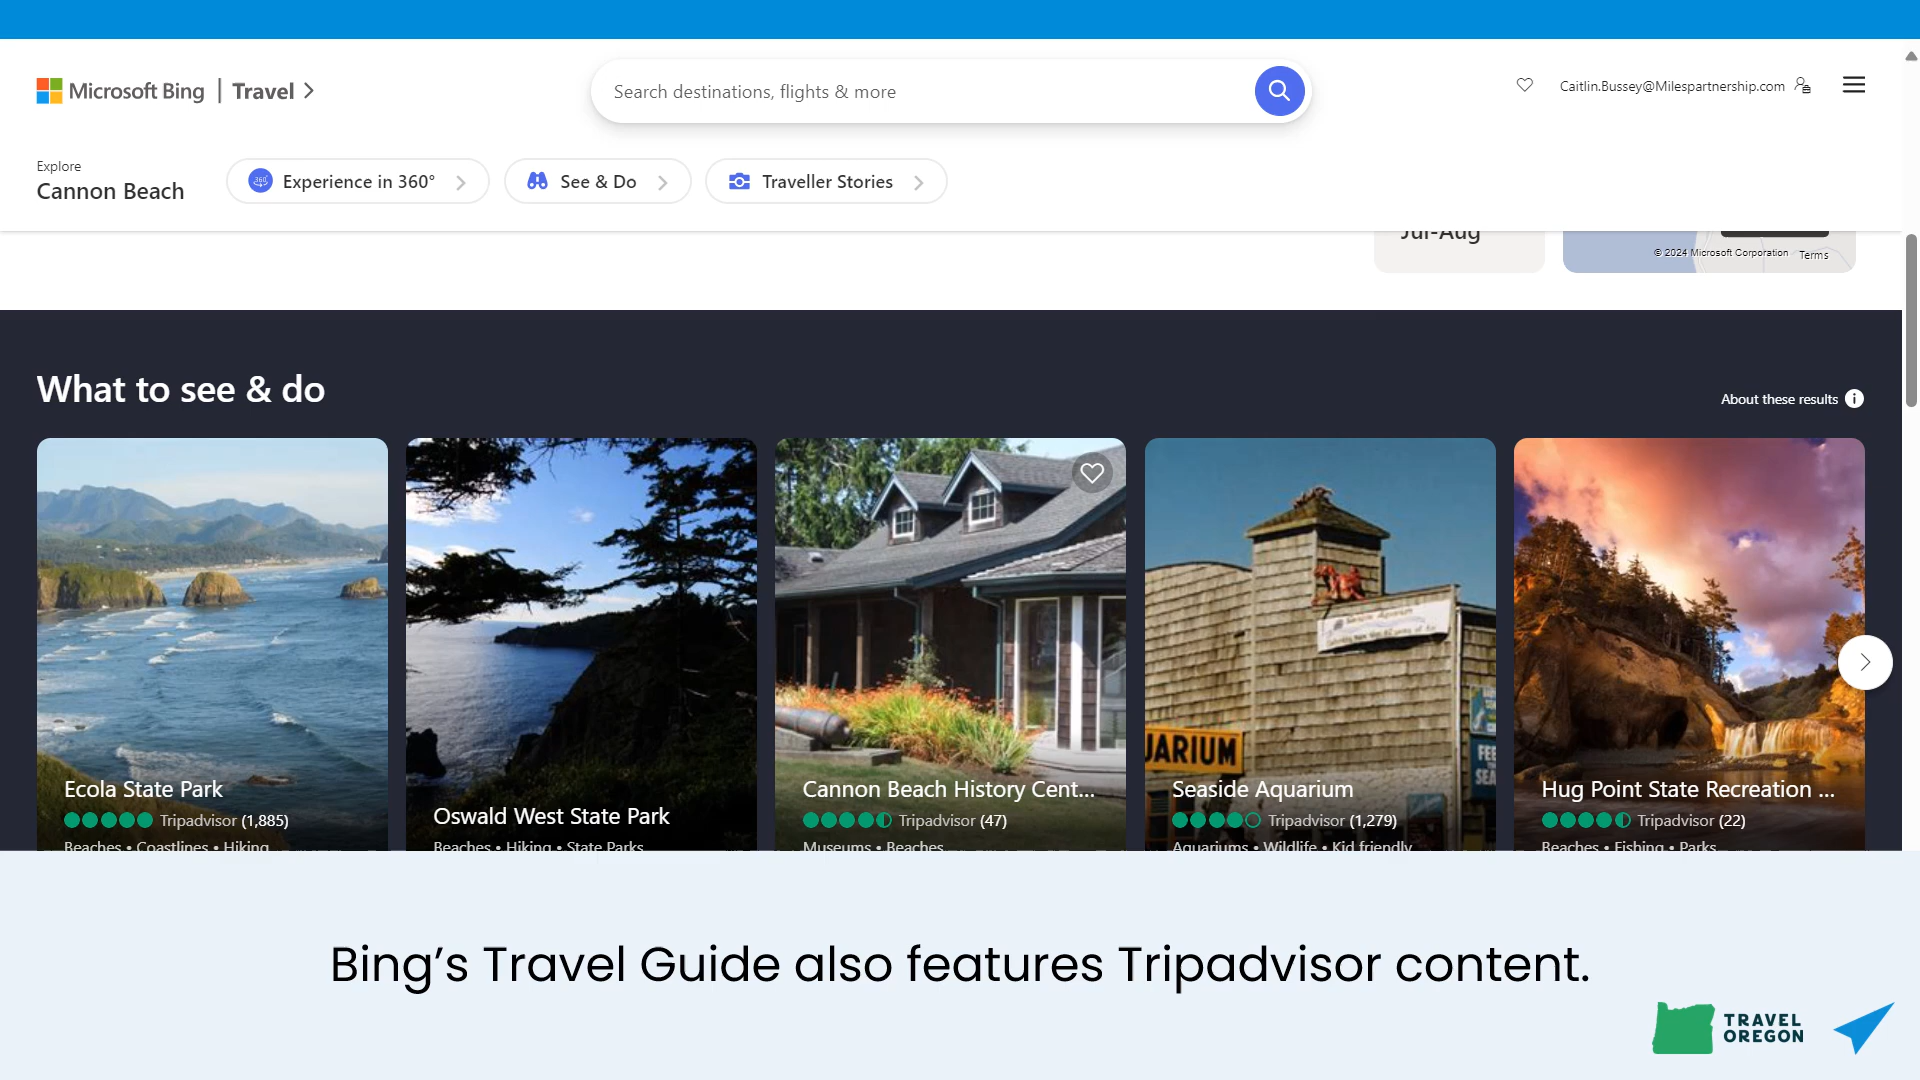 Microsoft Bing | Travel
Search destinations, flights & more
Caitlin.Bussey@Milespartnership.com
Explore
Cannon Beach
360°
Experience in 360°
See & Do
Traveller Stories
Jul-Aug
© 2024 Microsoft Corporation
Terms
What to see & do
About these results
UARIUM
Ecola State Park
Tripadvisor (1,885)
Beaches • Coastlines • Hiking
Oswald West State Park
Beaches • Hiking • State Parks
Cannon Beach History Cent...
Tripadvisor (47)
Museums • Beaches
Seaside Aquarium
Tripadvisor (1,279)
Aquariums • Wildlife • Kid friendly
Hug Point State Recreation ...
Tripadvisor (22)
Beaches • Fishing • Parks
Bing’s Travel Guide also features Tripadvisor content.
TRAVEL
OREGON